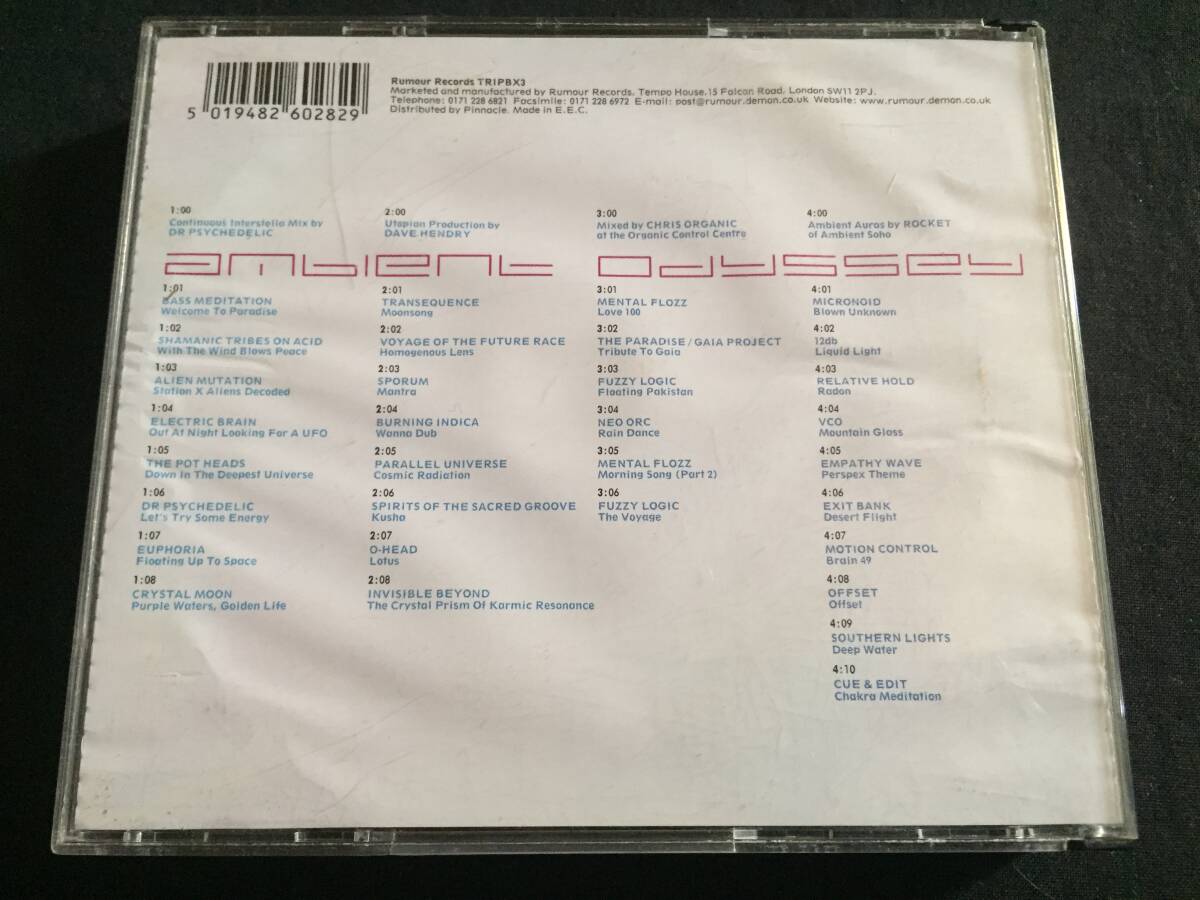 5 019482 602829
Rumour Records TRIPBX3
Marketed and manufactured by Rumour Records, Tempo House, 15 Falcon Road, London SW11 2PJ.
Telephone: 0171 228 6821 Facsimile: 0171 228 6972 E-mail: post@rumour.demon.co.uk Website: www.rumour.demon.co.uk
Distributed by Pinnacle. Made in E.E.C.
1:00
Continuous Interstella Mix by
DR PSYCHEDELIC
2:00
Utopian Production by
DAVE HENDRY
3:00
Mixed by CHRIS ORGANIC
at the Organic Control Centre
4:00
Ambient Auras by ROCKET
of Ambient Soho
ambient odyssey
1:01
BASS MEDITATION
Welcome To Paradise
1:02
SHAMANIC TRIBES ON ACID
With The Wind Blows Peace
1:03
ALIEN MUTATION
Station X Aliens Decoded
1:04
ELECTRIC BRAIN
Out At Night Looking For A UFO
1:05
THE POT HEADS
Down In The Deepest Universe
1:06
DR PSYCHEDELIC
Let's Try Some Energy
1:07
EUPHORIA
Floating Up To Space
1:08
CRYSTAL MOON
Purple Waters, Golden Life
2:01
TRANSEQUENCE
Moonsong
2:02
VOYAGE OF THE FUTURE RACE
Homogenous Lens
2:03
SPORUM
Mantra
2:04
BURNING INDICA
Wanna Dub
2:05
PARALLEL UNIVERSE
Cosmic Radiation
2:06
SPIRITS OF THE SACRED GROOVE
Kusha
2:07
O-HEAD
Lotus
2:08
INVISIBLE BEYOND
The Crystal Prism Of Karmic Resonance
3:01
MENTAL FLOZZ
Love 100
3:02
THE PARADISE / GAIA PROJECT
Tribute To Gaia
3:03
FUZZY LOGIC
Floating Pakistan
3:04
NEO ORC
Rain Dance
3:05
MENTAL FLOZZ
Morning Song (Part 2)
3:06
FUZZY LOGIC
The Voyage
4:01
MICRONOID
Blown Unknown
4:02
12db
Liquid Light
4:03
RELATIVE HOLD
Radon
4:04
VCO
Mountain Glass
4:05
EMPATHY WAVE
Perspex Theme
4:06
EXIT BANK
Desert Flight
4:07
MOTION CONTROL
Brain 49
4:08
OFFSET
Offset
4:09
SOUTHERN LIGHTS
Deep Water
4:10
CUE & EDIT
Chakra Meditation